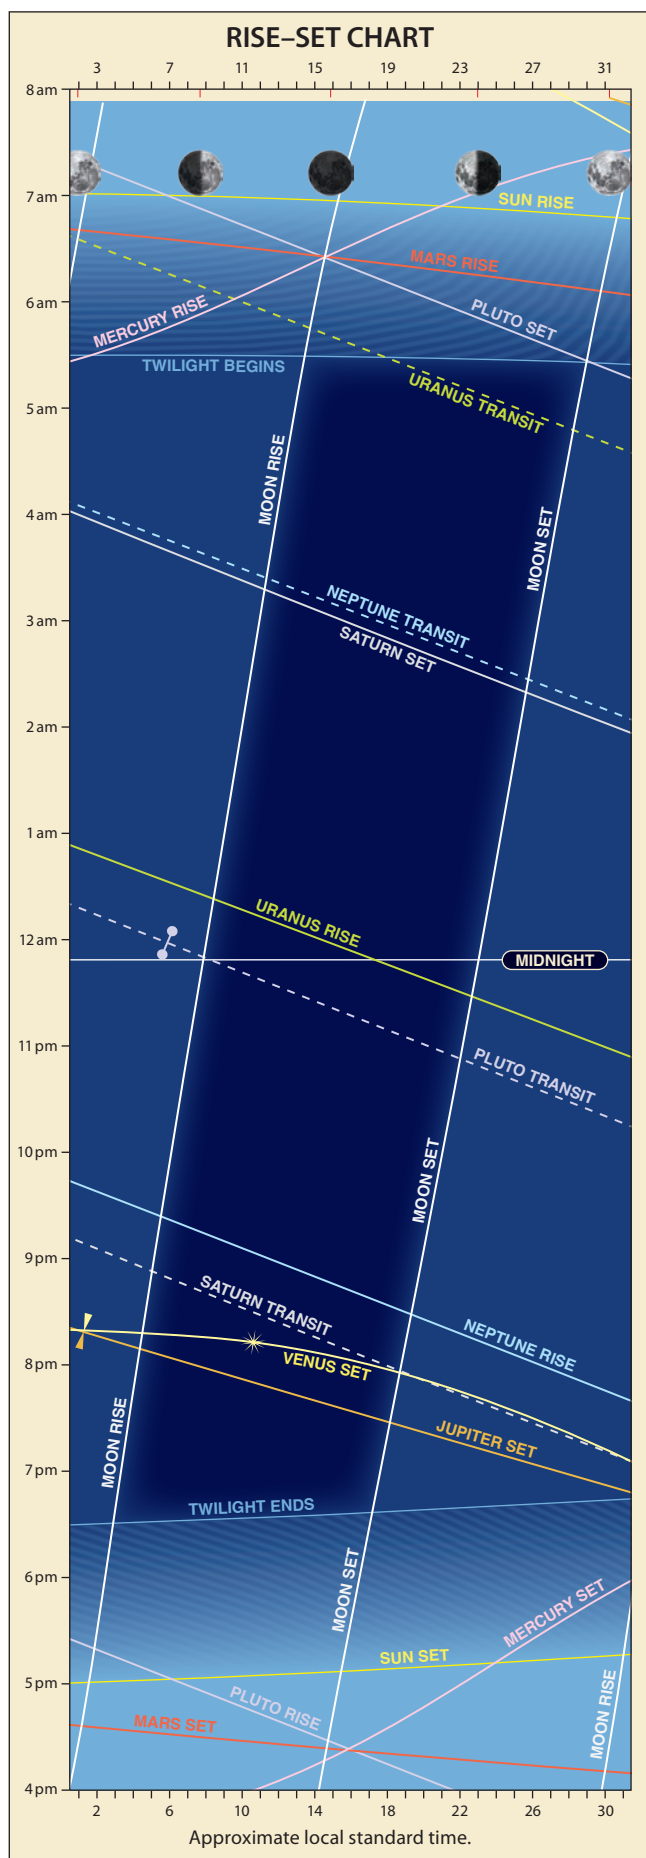 RISE–SET CHART
3 7 11 15 19 23 27 31
8 am
SUN RISE
7 am
MARS RISE
PLUTO SET
MERCURY RISE
6 am
TWILIGHT BEGINS
URANUS TRANSIT
5 am
MOON RISE
MOON SET
4 am
NEPTUNE TRANSIT
SATURN SET
3 am
2 am
1 am
URANUS RISE
12 am
MIDNIGHT
11 pm
PLUTO TRANSIT
10 pm
MOON SET
9 pm
SATURN TRANSIT
NEPTUNE RISE
8 pm
VENUS SET
JUPITER SET
MOON RISE
7 pm
TWILIGHT ENDS
6 pm
MOON SET
MERCURY SET
SUN SET
5 pm
PLUTO RISE
MOON RISE
MARS SET
4 pm
2 6 10 14 18 22 26 30
Approximate local standard time.